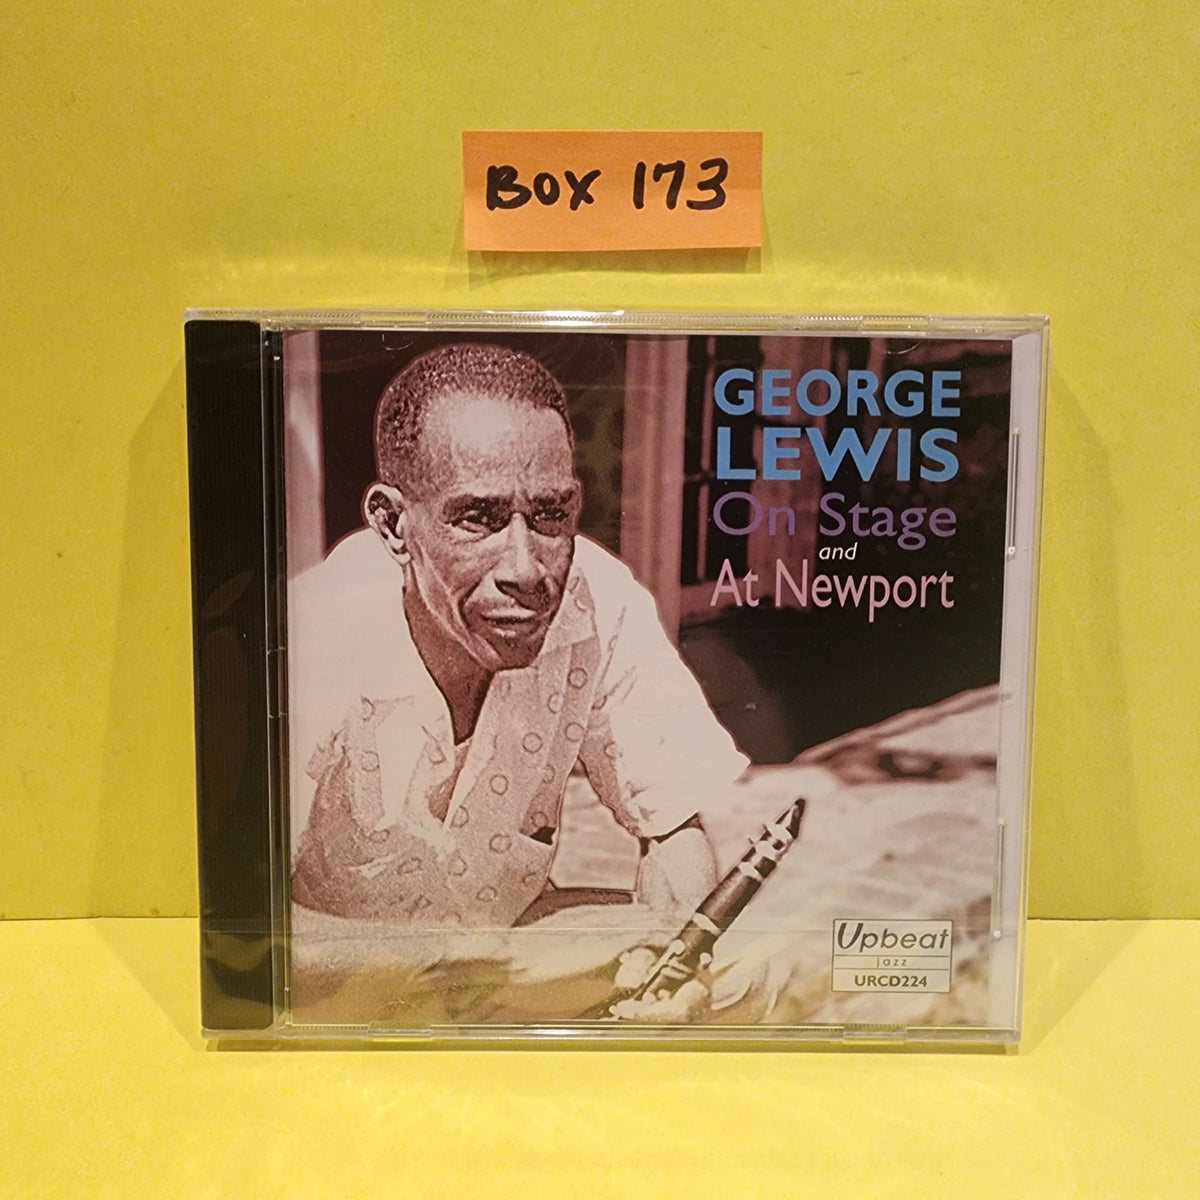 Box 173
GEORGE
LEWIS
On Stage
and
At Newport
Upbeat
jazz
URCD224